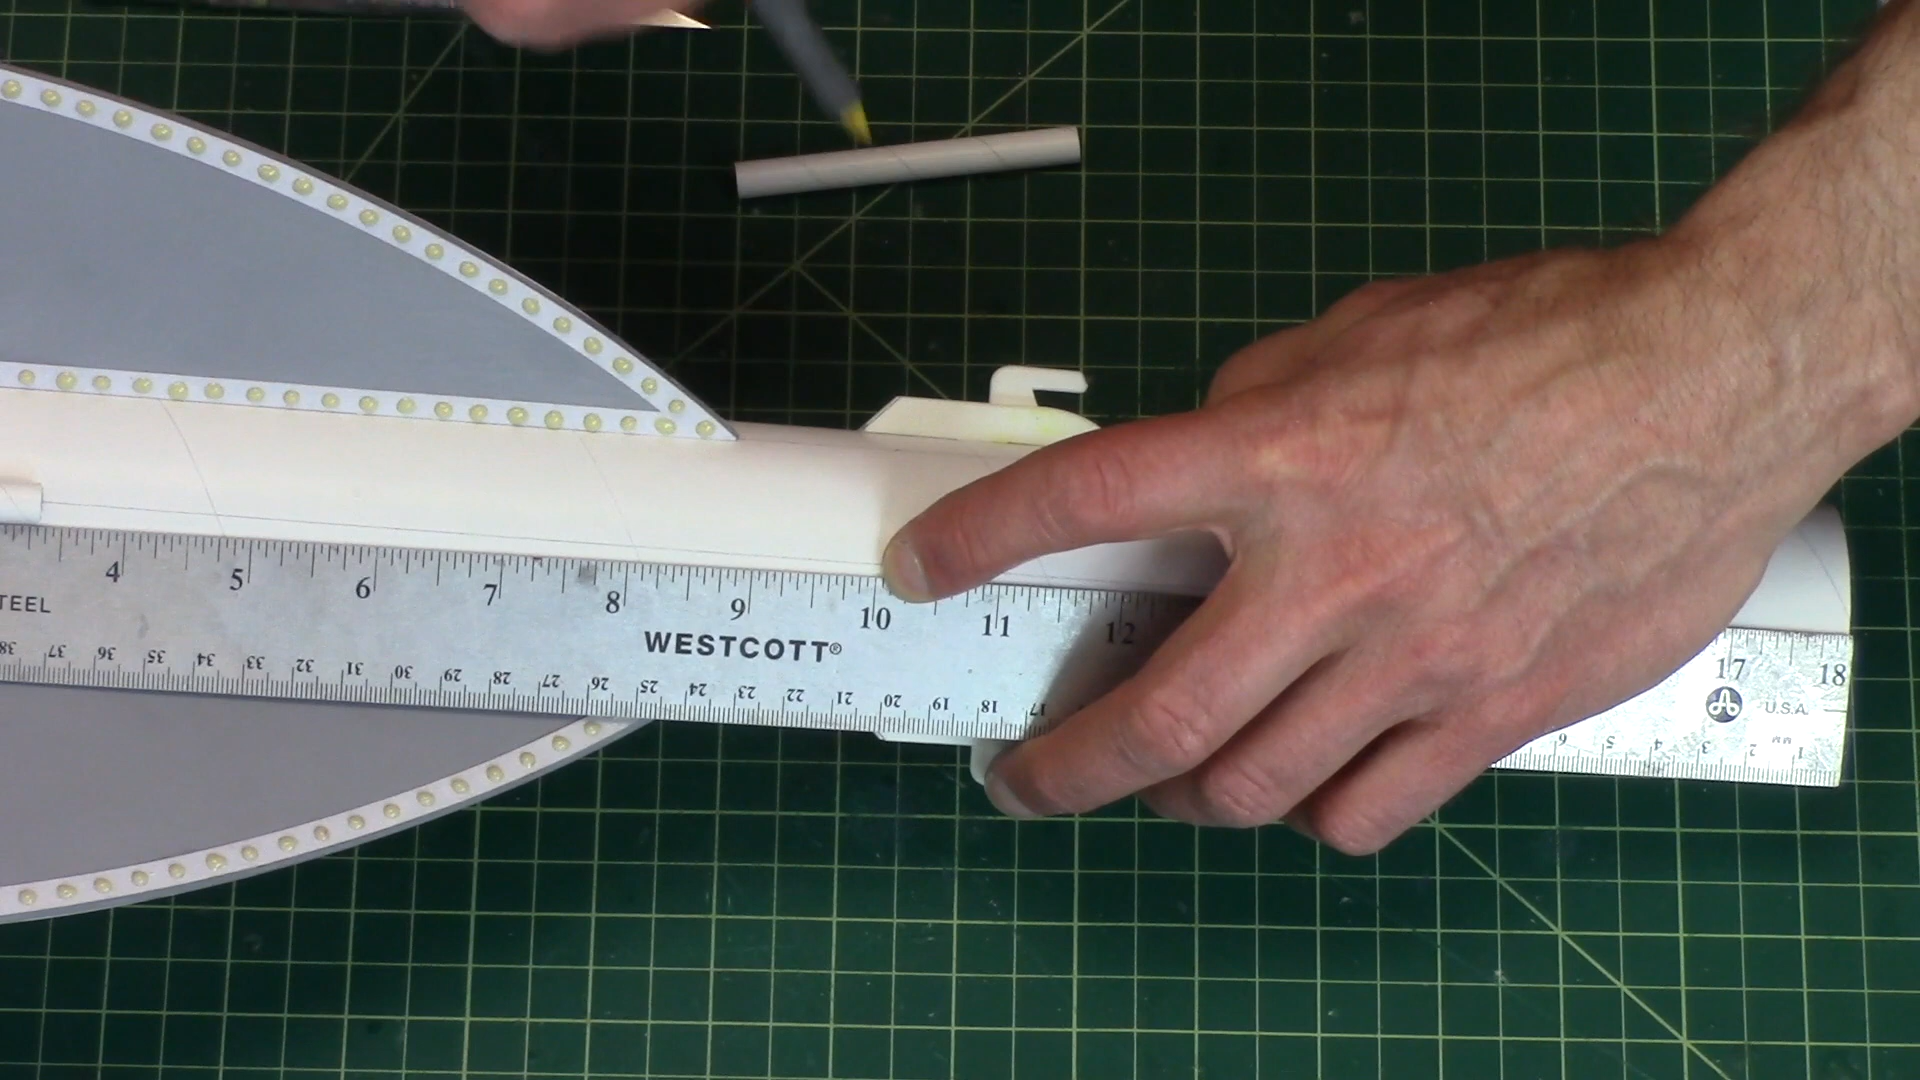 4 5 6 7 8 9 10 11 12 17 18
TEEL
WESTCOTT®
U.S.A.
38 37 36 35 34 33 32 31 30 29 28 27 26 25 24 23 22 21 20 19 18 17 6 5 4 3 2 1